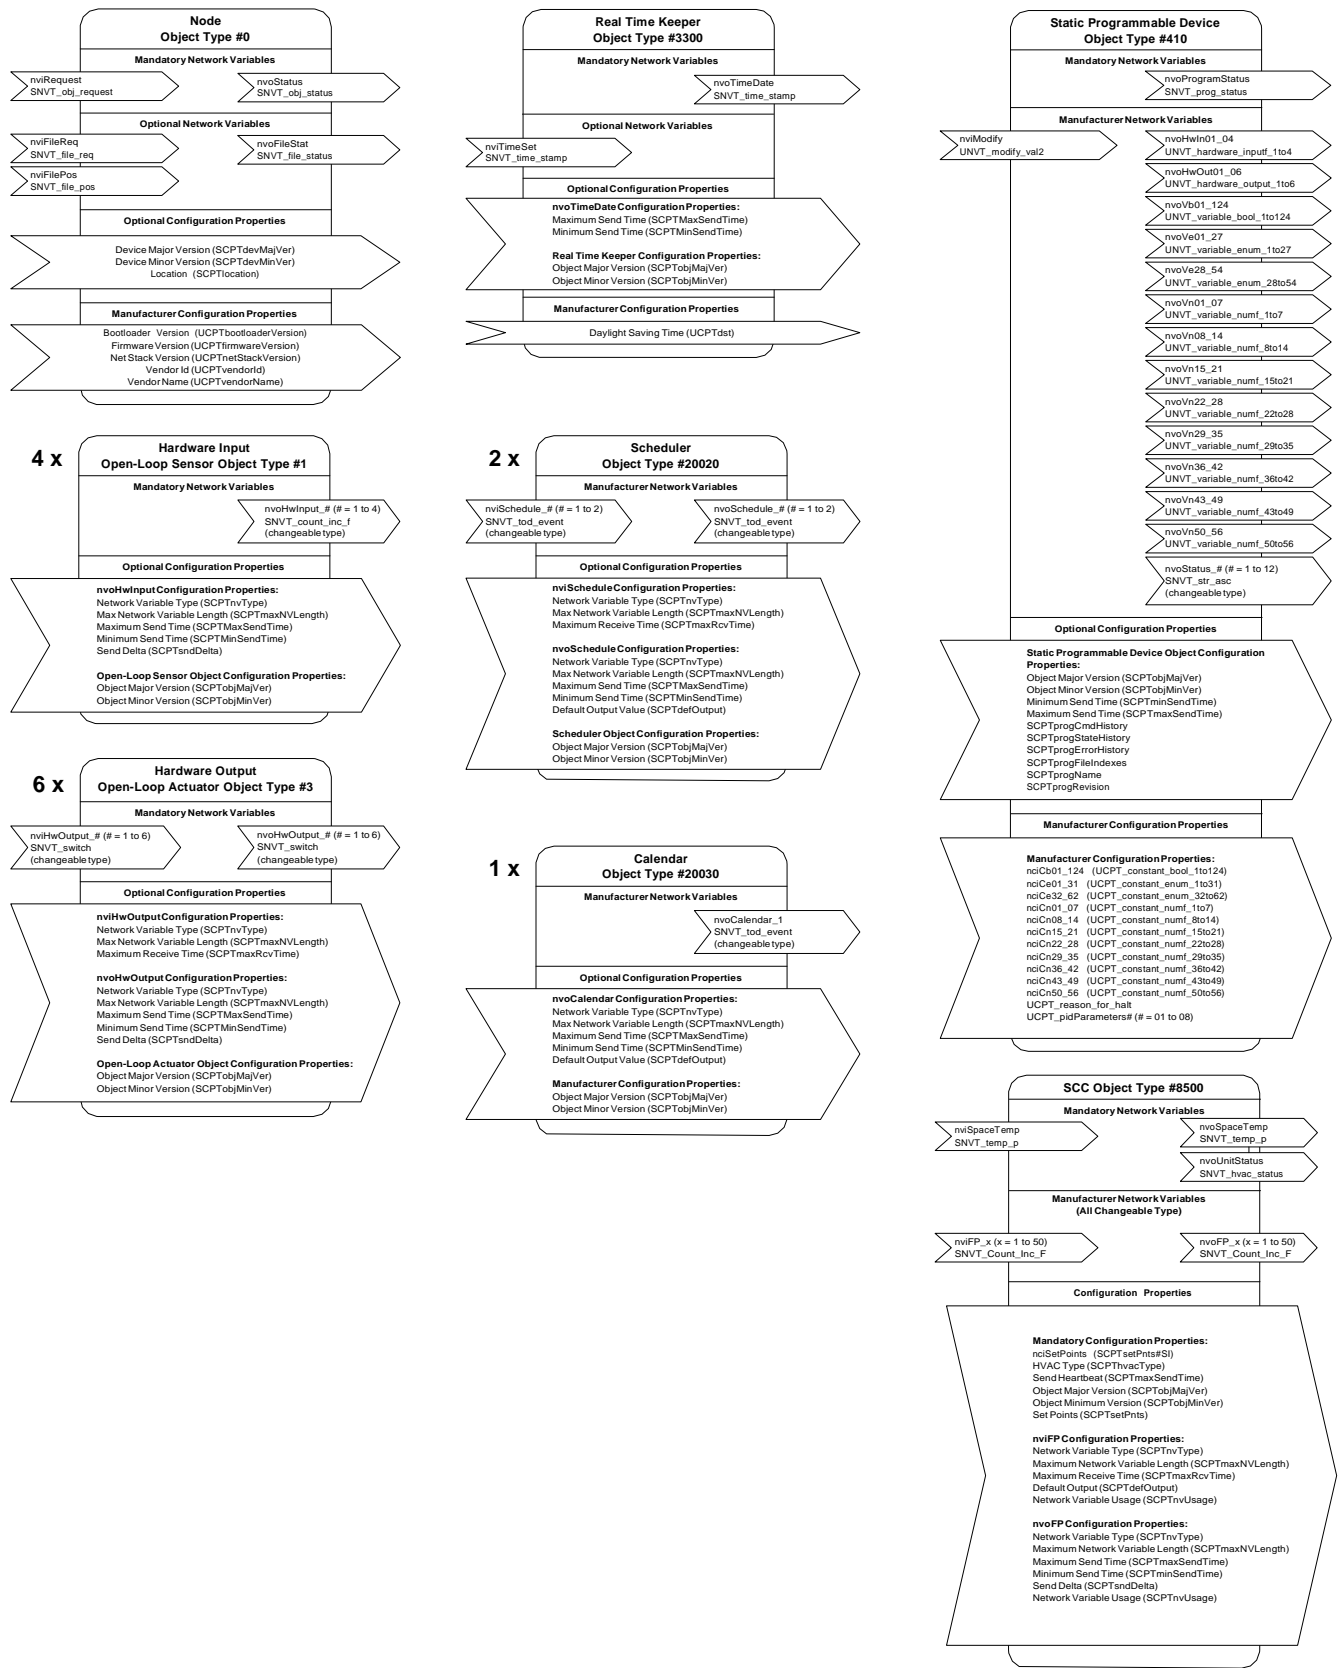 Node
Object Type #0
Mandatory Network Variables
nviRequest
SNVT_obj_request
nvoStatus
SNVT_obj_status
Optional Network Variables
nviFileReq
SNVT_file_req
nvoFileStat
SNVT_file_status
nviFilePos
SNVT_file_pos
Optional Configuration Properties
Device Major Version (SCPTdevMajVer)
Device Minor Version (SCPTdevMinVer)
Location (SCPTlocation)
Manufacturer Configuration Properties
Bootloader Version (UCPTbootloaderVersion)
Firmware Version (UCPTfirmwareVersion)
Net Stack Version (UCPTnetStackVersion)
Vendor Id (UCPTvendorId)
Vendor Name (UCPTvendorName)
4 x
Hardware Input
Open-Loop Sensor Object Type #1
Mandatory Network Variables
nvoHwInput_# (# = 1 to 4)
SNVT_count_inc_f
(changeable type)
Optional Configuration Properties
nvoHwInput Configuration Properties:
Network Variable Type (SCPTnvType)
Max Network Variable Length (SCPTmaxNVLength)
Maximum Send Time (SCPTMaxSendTime)
Minimum Send Time (SCPTMinSendTime)
Send Delta (SCPTsndDelta)
Open-Loop Sensor Object Configuration Properties:
Object Major Version (SCPTobjMajVer)
Object Minor Version (SCPTobjMinVer)
6 x
Hardware Output
Open-Loop Actuator Object Type #3
Mandatory Network Variables
nviHwOutput_# (# = 1 to 6)
SNVT_switch
(changeable type)
nvoHwOutput_# (# = 1 to 6)
SNVT_switch
(changeable type)
Optional Configuration Properties
nviHwOutput Configuration Properties:
Network Variable Type (SCPTnvType)
Max Network Variable Length (SCPTmaxNVLength)
Maximum Receive Time (SCPTmaxRcvTime)
nvoHwOutput Configuration Properties:
Network Variable Type (SCPTnvType)
Max Network Variable Length (SCPTmaxNVLength)
Maximum Send Time (SCPTMaxSendTime)
Minimum Send Time (SCPTMinSendTime)
Send Delta (SCPTsndDelta)
Open-Loop Actuator Object Configuration Properties:
Object Major Version (SCPTobjMajVer)
Object Minor Version (SCPTobjMinVer)
Real Time Keeper
Object Type #3300
Mandatory Network Variables
nvoTimeDate
SNVT_time_stamp
Optional Network Variables
nviTimeSet
SNVT_time_stamp
Optional Configuration Properties
nvoTimeDate Configuration Properties:
Maximum Send Time (SCPTMaxSendTime)
Minimum Send Time (SCPTMinSendTime)
Real Time Keeper Configuration Properties:
Object Major Version (SCPTobjMajVer)
Object Minor Version (SCPTobjMinVer)
Manufacturer Configuration Properties
Daylight Saving Time (UCPTdst)
2 x
Scheduler
Object Type #20020
Manufacturer Network Variables
nviSchedule_# (# = 1 to 2)
SNVT_tod_event
(changeable type)
nvoSchedule_# (# = 1 to 2)
SNVT_tod_event
(changeable type)
Optional Configuration Properties
nviSchedule Configuration Properties:
Network Variable Type (SCPTnvType)
Max Network Variable Length (SCPTmaxNVLength)
Maximum Receive Time (SCPTmaxRcvTime)
nvoSchedule Configuration Properties:
Network Variable Type (SCPTnvType)
Max Network Variable Length (SCPTmaxNVLength)
Maximum Send Time (SCPTMaxSendTime)
Minimum Send Time (SCPTMinSendTime)
Default Output Value (SCPTdefOutput)
Scheduler Object Configuration Properties:
Object Major Version (SCPTobjMajVer)
Object Minor Version (SCPTobjMinVer)
1 x
Calendar
Object Type #20030
Manufacturer Network Variables
nvoCalendar_1
SNVT_tod_event
(changeable type)
Optional Configuration Properties
nvoCalendar Configuration Properties:
Network Variable Type (SCPTnvType)
Max Network Variable Length (SCPTmaxNVLength)
Maximum Send Time (SCPTMaxSendTime)
Minimum Send Time (SCPTMinSendTime)
Default Output Value (SCPTdefOutput)
Manufacturer Configuration Properties:
Object Major Version (SCPTobjMajVer)
Object Minor Version (SCPTobjMinVer)
Static Programmable Device
Object Type #410
Mandatory Network Variables
nvoProgramStatus
SNVT_prog_status
Manufacturer Network Variables
nviModify
UNVT_modify_val2
nvoHwIn01_04
UNVT_hardware_inputf_1to4
nvoHwOut01_06
UNVT_hardware_output_1to6
nvoVb01_124
UNVT_variable_bool_1to124
nvoVe01_27
UNVT_variable_enum_1to27
nvoVe28_54
UNVT_variable_enum_28to54
nvoVn01_07
UNVT_variable_numf_1to7
nvoVn08_14
UNVT_variable_numf_8to14
nvoVn15_21
UNVT_variable_numf_15to21
nvoVn22_28
UNVT_variable_numf_22to28
nvoVn29_35
UNVT_variable_numf_29to35
nvoVn36_42
UNVT_variable_numf_36to42
nvoVn43_49
UNVT_variable_numf_43to49
nvoVn50_56
UNVT_variable_numf_50to56
nvoStatus_# (# = 1 to 12)
SNVT_str_asc
(changeable type)
Optional Configuration Properties
Static Programmable Device Object Configuration
Properties:
Object Major Version (SCPTobjMajVer)
Object Minor Version (SCPTobjMinVer)
Minimum Send Time (SCPTminSendTime)
Maximum Send Time (SCPTmaxSendTime)
SCPTprogCmdHistory
SCPTprogStateHistory
SCPTprogErrorHistory
SCPTprogFileIndexes
SCPTprogName
SCPTprogRevision
Manufacturer Configuration Properties
Manufacturer Configuration Properties:
nciCb01_124 (UCPT_constant_bool_1to124)
nciCe01_31 (UCPT_constant_enum_1to31)
nciCe32_62 (UCPT_constant_enum_32to62)
nciCn01_07 (UCPT_constant_numf_1to7)
nciCn08_14 (UCPT_constant_numf_8to14)
nciCn15_21 (UCPT_constant_numf_15to21)
nciCn22_28 (UCPT_constant_numf_22to28)
nciCn29_35 (UCPT_constant_numf_29to35)
nciCn36_42 (UCPT_constant_numf_36to42)
nciCn43_49 (UCPT_constant_numf_43to49)
nciCn50_56 (UCPT_constant_numf_50to56)
UCPT_reason_for_halt
UCPT_pidParameters# (# = 01 to 08)
SCC Object Type #8500
Mandatory Network Variables
nviSpaceTemp
SNVT_temp_p
nvoSpaceTemp
SNVT_temp_p
nvoUnitStatus
SNVT_hvac_status
Manufacturer Network Variables
(All Changeable Type)
nviFP_x (x = 1 to 50)
SNVT_Count_Inc_F
nvoFP_x (x = 1 to 50)
SNVT_Count_Inc_F
Configuration Properties
Mandatory Configuration Properties:
nciSetPoints (SCPTsetPnts#SI)
HVAC Type (SCPThvacType)
Send Heartbeat (SCPTmaxSendTime)
Object Major Version (SCPTobjMajVer)
Object Minimum Version (SCPTobjMinVer)
Set Points (SCPTsetPnts)
nviFP Configuration Properties:
Network Variable Type (SCPTnvType)
Maximum Network Variable Length (SCPTmaxNVLength)
Maximum Receive Time (SCPTmaxRcvTime)
Default Output (SCPTdefOutput)
Network Variable Usage (SCPTnvUsage)
nvoFP Configuration Properties:
Network Variable Type (SCPTnvType)
Maximum Network Variable Length (SCPTmaxNVLength)
Maximum Send Time (SCPTmaxSendTime)
Minimum Send Time (SCPTminSendTime)
Send Delta (SCPTsndDelta)
Network Variable Usage (SCPTnvUsage)